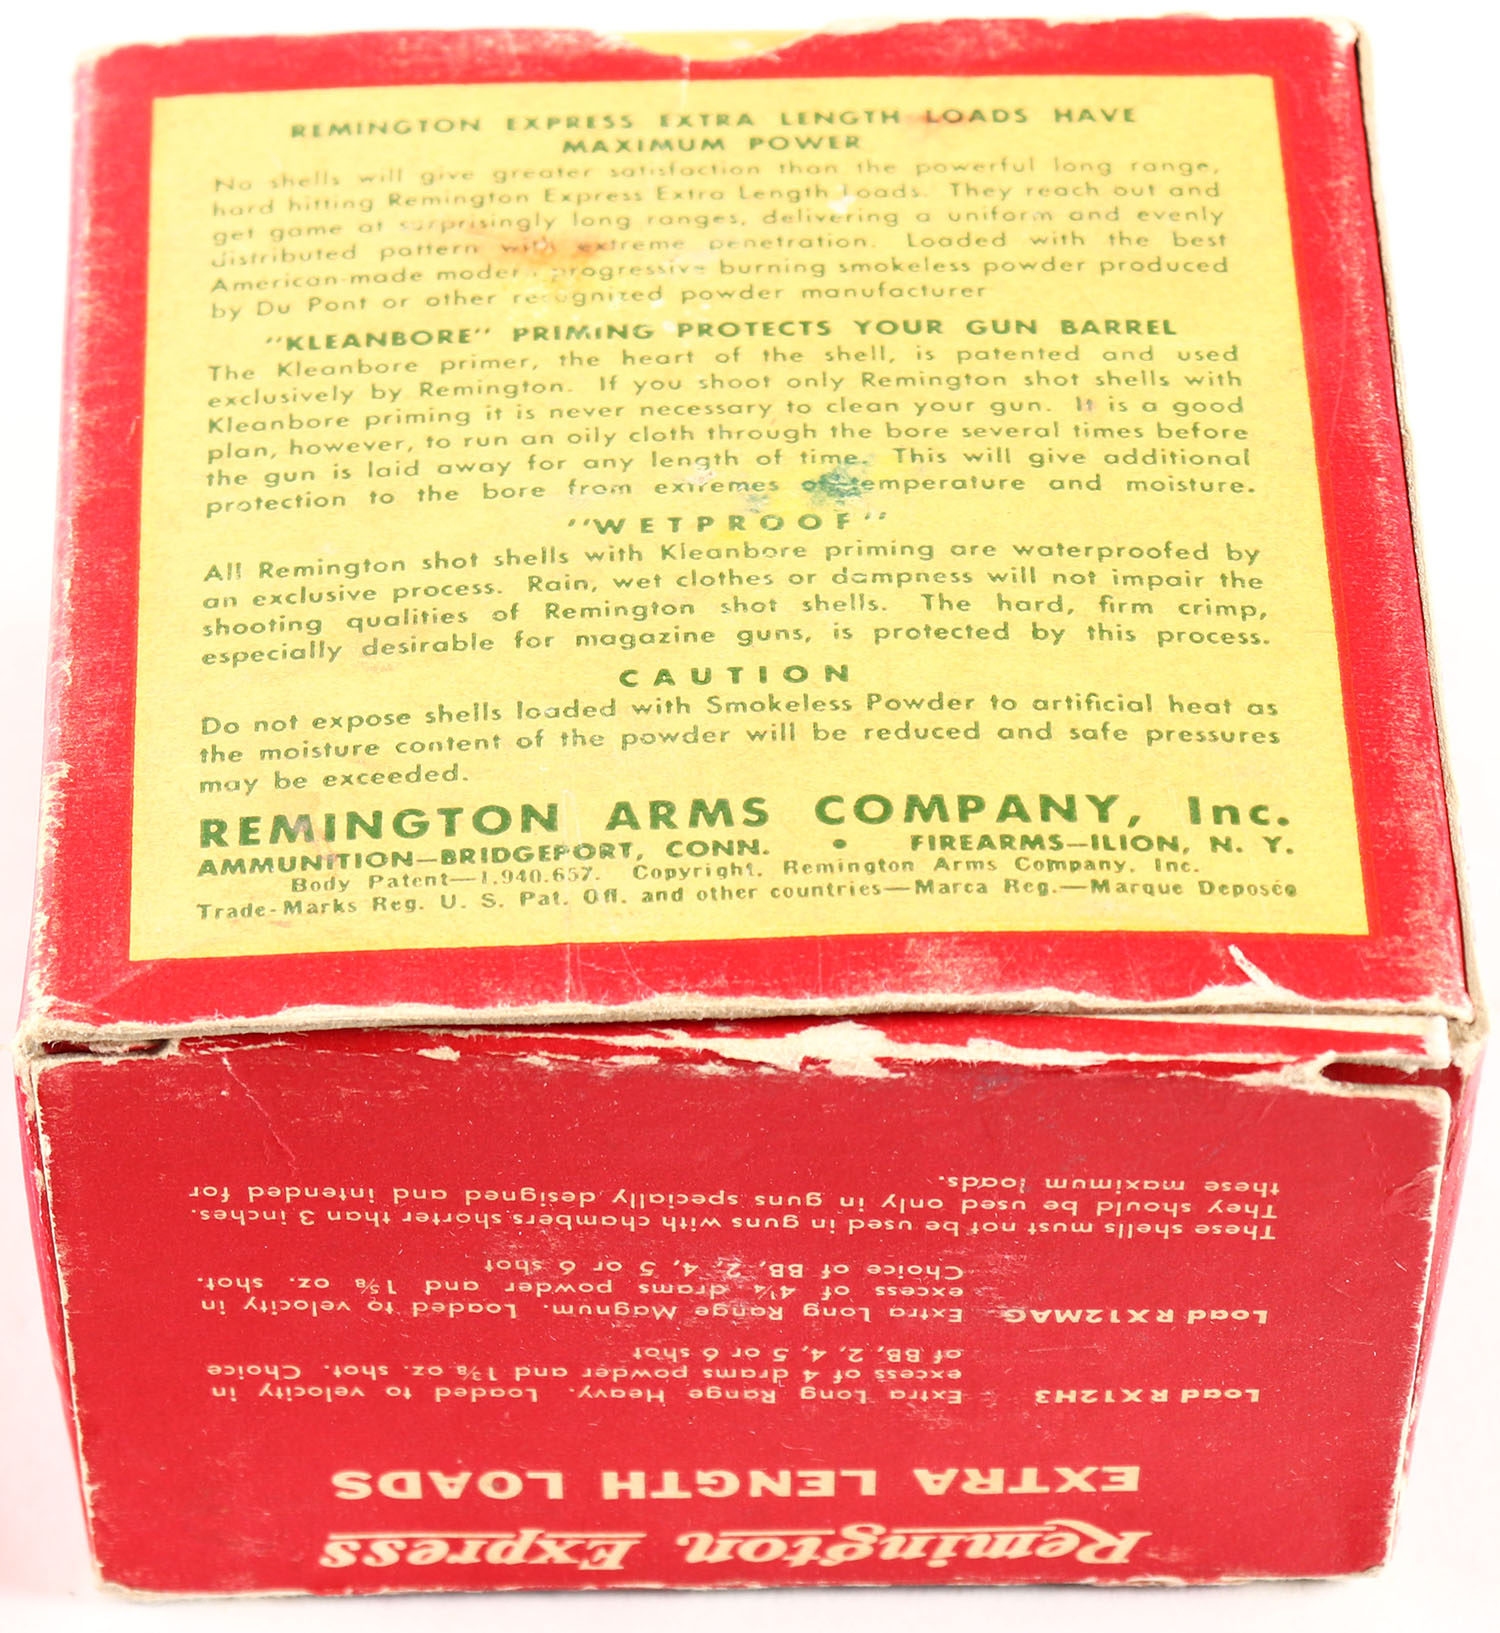 REMINGTON EXPRESS EXTRA LENGTH LOADS HAVE
MAXIMUM POWER
No shells will give greater satisfaction than the powerful long range,
hard hitting Remington Express Extra Length Loads. They reach out and
get game at surprisingly long ranges, delivering a uniform and evenly
distributed pattern with extreme penetration. Loaded with the best
American-made modern progressive burning smokeless powder produced
by Du Pont or other recognized powder manufacturer
"KLEANBORE" PRIMING PROTECTS YOUR GUN BARREL
The Kleanbore primer, the heart of the shell, is patented and used
exclusively by Remington. If you shoot only Remington shot shells with
Kleanbore priming it is never necessary to clean your gun. It is a good
plan, however, to run an oily cloth through the bore several times before
the gun is laid away for any length of time. This will give additional
protection to the bore from extremes of temperature and moisture.
"WETPROOF"
All Remington shot shells with Kleanbore priming are waterproofed by
an exclusive process. Rain, wet clothes or dampness will not impair the
shooting qualities of Remington shot shells. The hard, firm crimp,
especially desirable for magazine guns, is protected by this process.
CAUTION
Do not expose shells loaded with Smokeless Powder to artificial heat as
the moisture content of the powder will be reduced and safe pressures
may be exceeded.
REMINGTON ARMS COMPANY, Inc.
AMMUNITION—BRIDGEPORT, CONN. • FIREARMS—ILION, N. Y.
Body Patent—1,940,657. Copyright. Remington Arms Company, Inc.
Trade-Marks Reg. U. S. Pat. Off. and other countries—Marca Reg.—Marque Deposée
Remington Express
EXTRA LENGTH LOADS
Load RX12H3 - Extra Long Range Heavy. Loaded to velocity in
excess of 4 drams powder and 1⅜ oz. shot. Choice
of BB, 2, 4, 5 or 6 shot
Load RX12MAG - Extra Long Range Magnum. Loaded to velocity in
excess of 4¼ drams powder and 1⅝ oz. shot.
Choice of BB, 2, 4, 5 or 6 shot
These shells must not be used in guns with chambers shorter than 3 inches.
They should be used only in guns specially designed and intended for
these maximum loads.